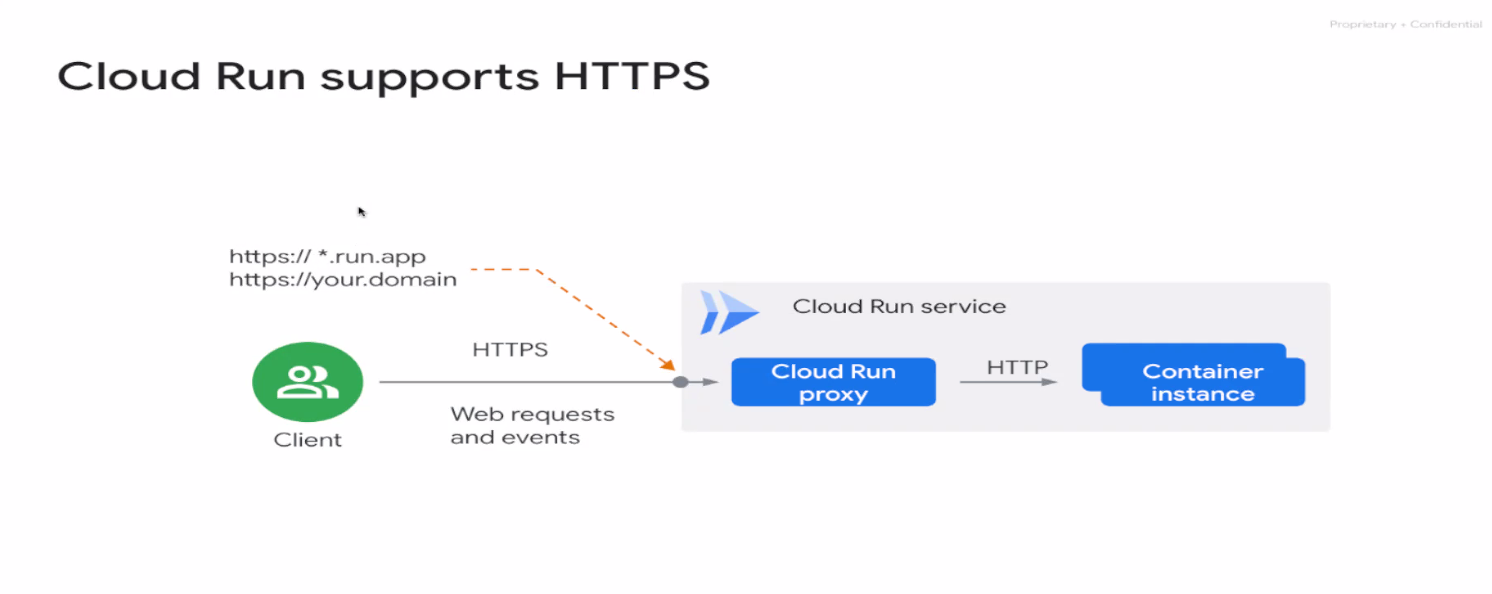 Proprietary + Confidential
Cloud Run supports HTTPS
https:// *.run.app
https://your.domain
Cloud Run service
HTTPS
Cloud Run
proxy
HTTP
Container
instance
Web requests
and events
Client